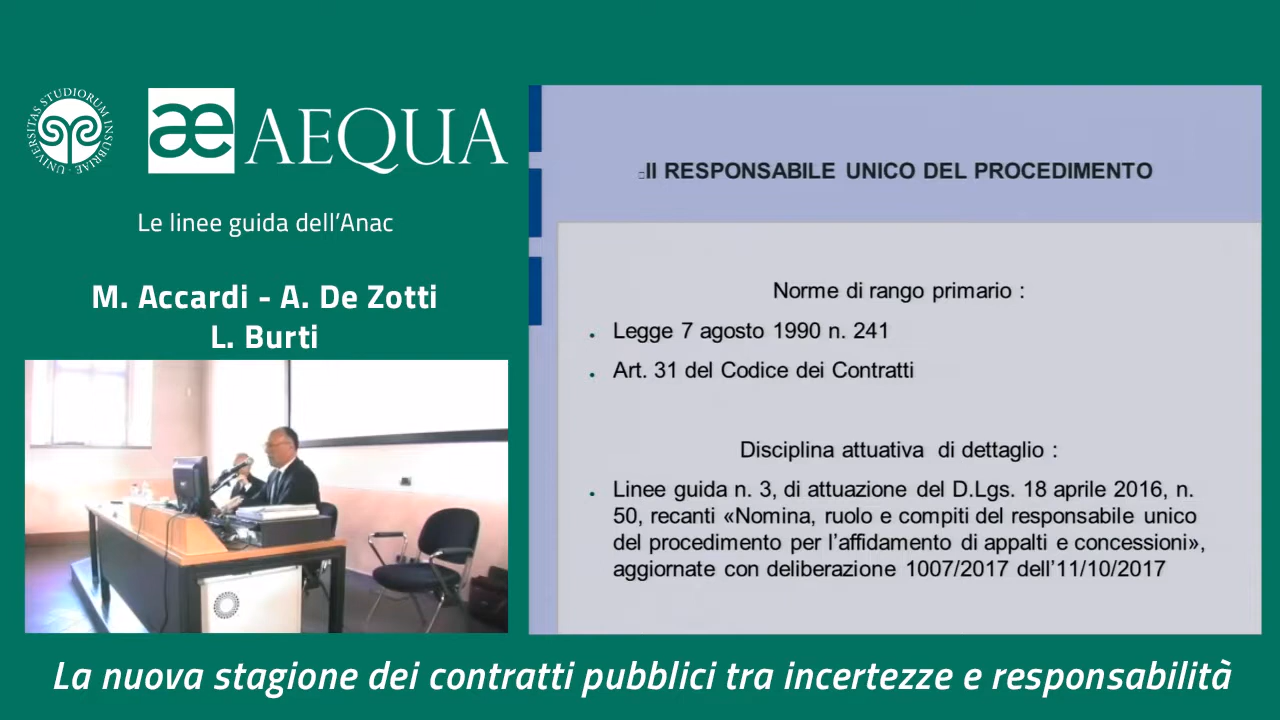 UNIVERSITAS STUDIORUM INSUBRIAE
æ AEQUA
Le linee guida dell'Anac
M. Accardi - A. De Zotti
L. Burti
Il RESPONSABILE UNICO DEL PROCEDIMENTO
Norme di rango primario :
• Legge 7 agosto 1990 n. 241
• Art. 31 del Codice dei Contratti
Disciplina attuativa di dettaglio :
• Linee guida n. 3, di attuazione del D.Lgs. 18 aprile 2016, n.
50, recanti «Nomina, ruolo e compiti del responsabile unico
del procedimento per l'affidamento di appalti e concessioni»,
aggiornate con deliberazione 1007/2017 dell'11/10/2017
La nuova stagione dei contratti pubblici tra incertezze e responsabilità